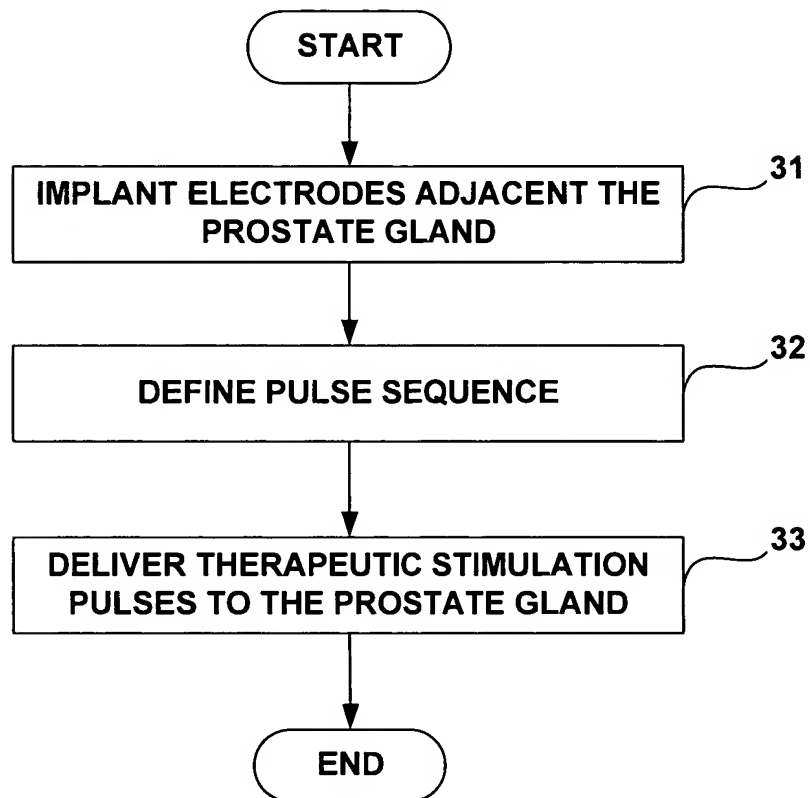 START
31
IMPLANT ELECTRODES ADJACENT THE
PROSTATE GLAND
32
DEFINE PULSE SEQUENCE
33
DELIVER THERAPEUTIC STIMULATION
PULSES TO THE PROSTATE GLAND
END